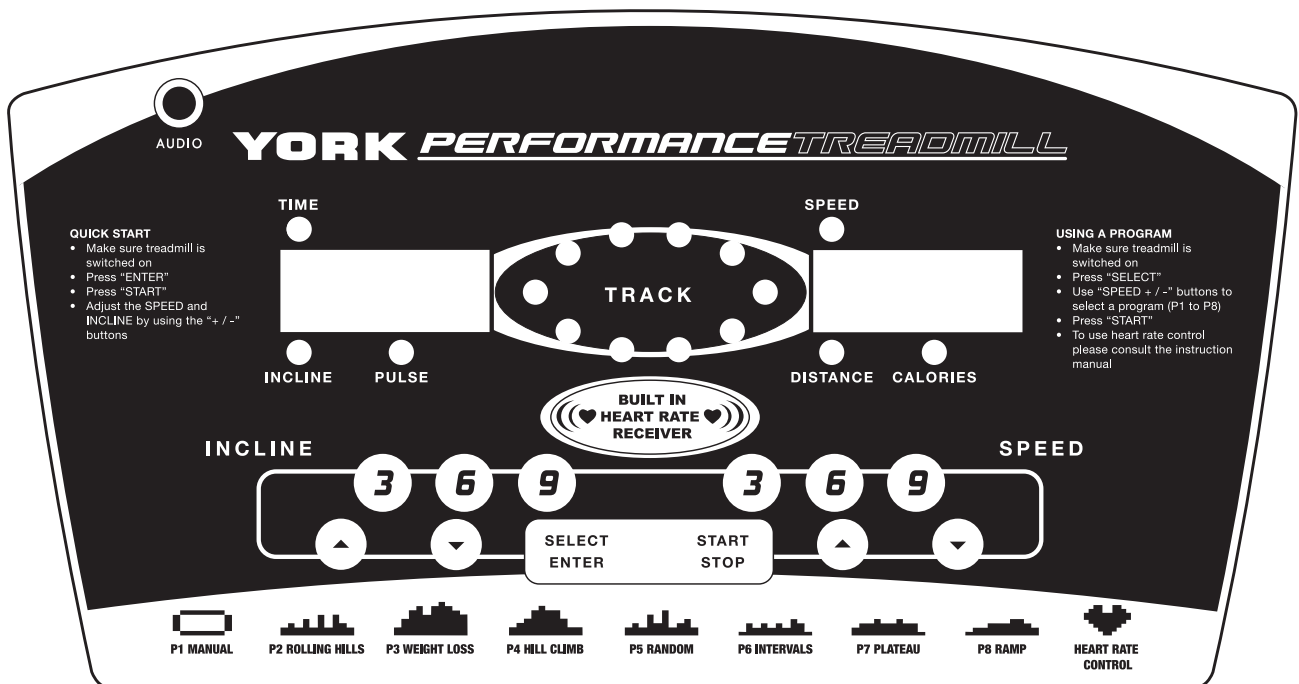 AUDIO
YORK PERFORMANCE TREADMILL
TIME
SPEED
QUICK START
• Make sure treadmill is
switched on
• Press “ENTER”
• Press “START”
• Adjust the SPEED and
INCLINE by using the “+ / -”
buttons
TRACK
USING A PROGRAM
• Make sure treadmill is
switched on
• Press “SELECT”
• Use “SPEED + / -” buttons to
select a program (P1 to P8)
• Press “START”
• To use heart rate control
please consult the instruction
manual
INCLINE PULSE
DISTANCE CALORIES
BUILT IN
HEART RATE
RECEIVER
INCLINE
SPEED
3 6 9
3 6 9
SELECT START
ENTER STOP
P1 MANUAL
P2 ROLLING HILLS
P3 WEIGHT LOSS
P4 HILL CLIMB
P5 RANDOM
P6 INTERVALS
P7 PLATEAU
P8 RAMP
HEART RATE
CONTROL